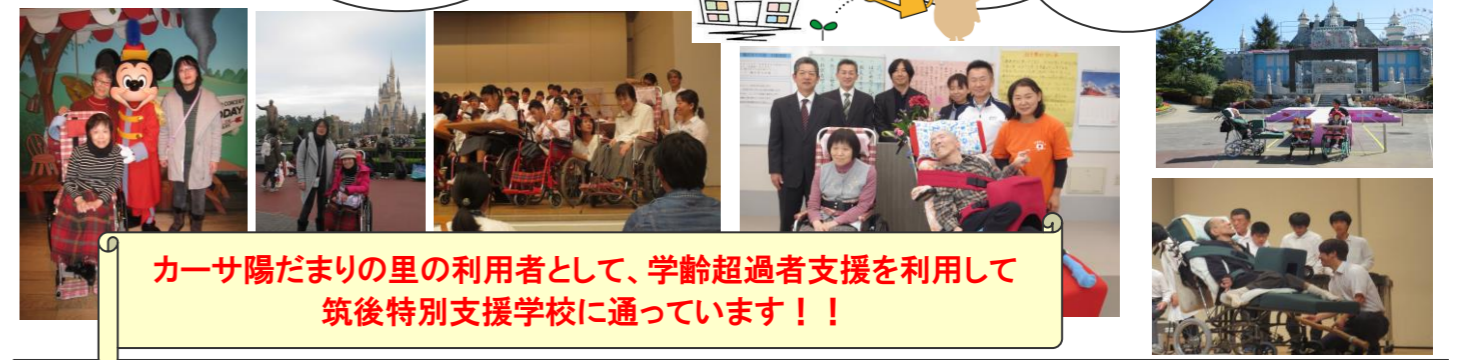 カーサ陽だまりの里の利用者として、学齢超過者支援を利用して
筑後特別支援学校に通っています！！